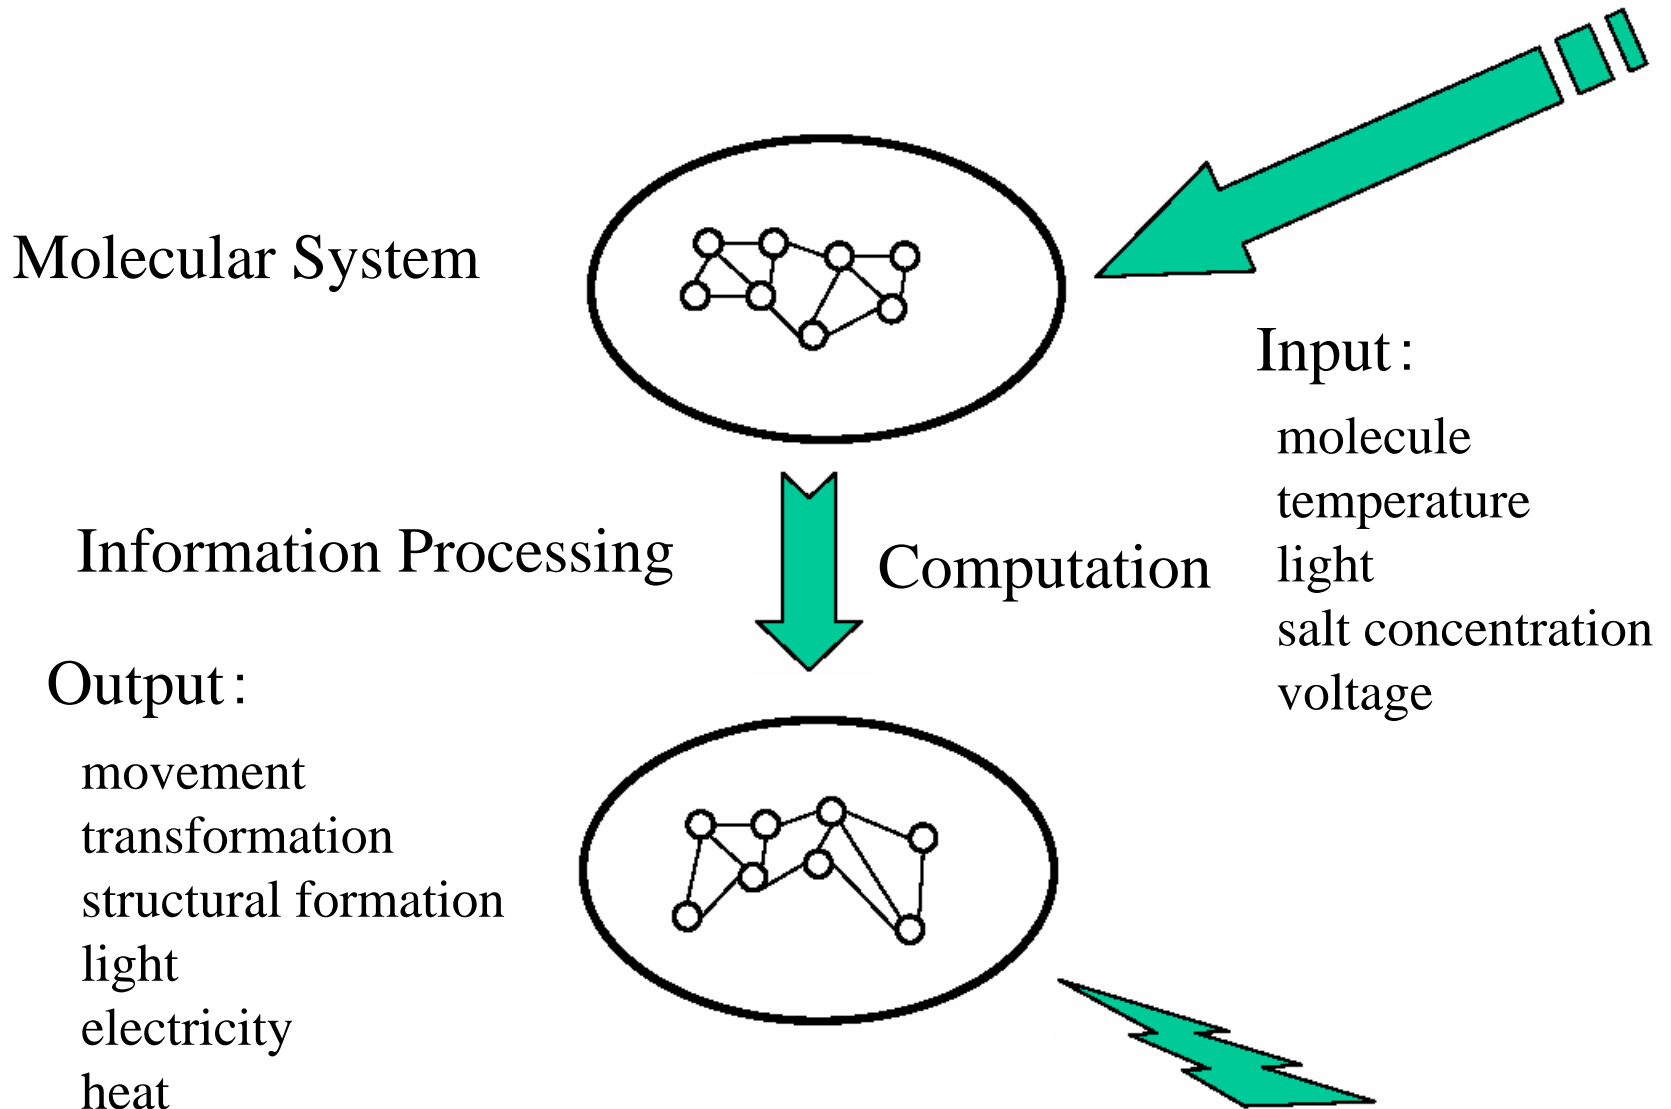 Molecular System
Input:
molecule
temperature
light
salt concentration
voltage
Information Processing
Computation
Output:
movement
transformation
structural formation
light
electricity
heat